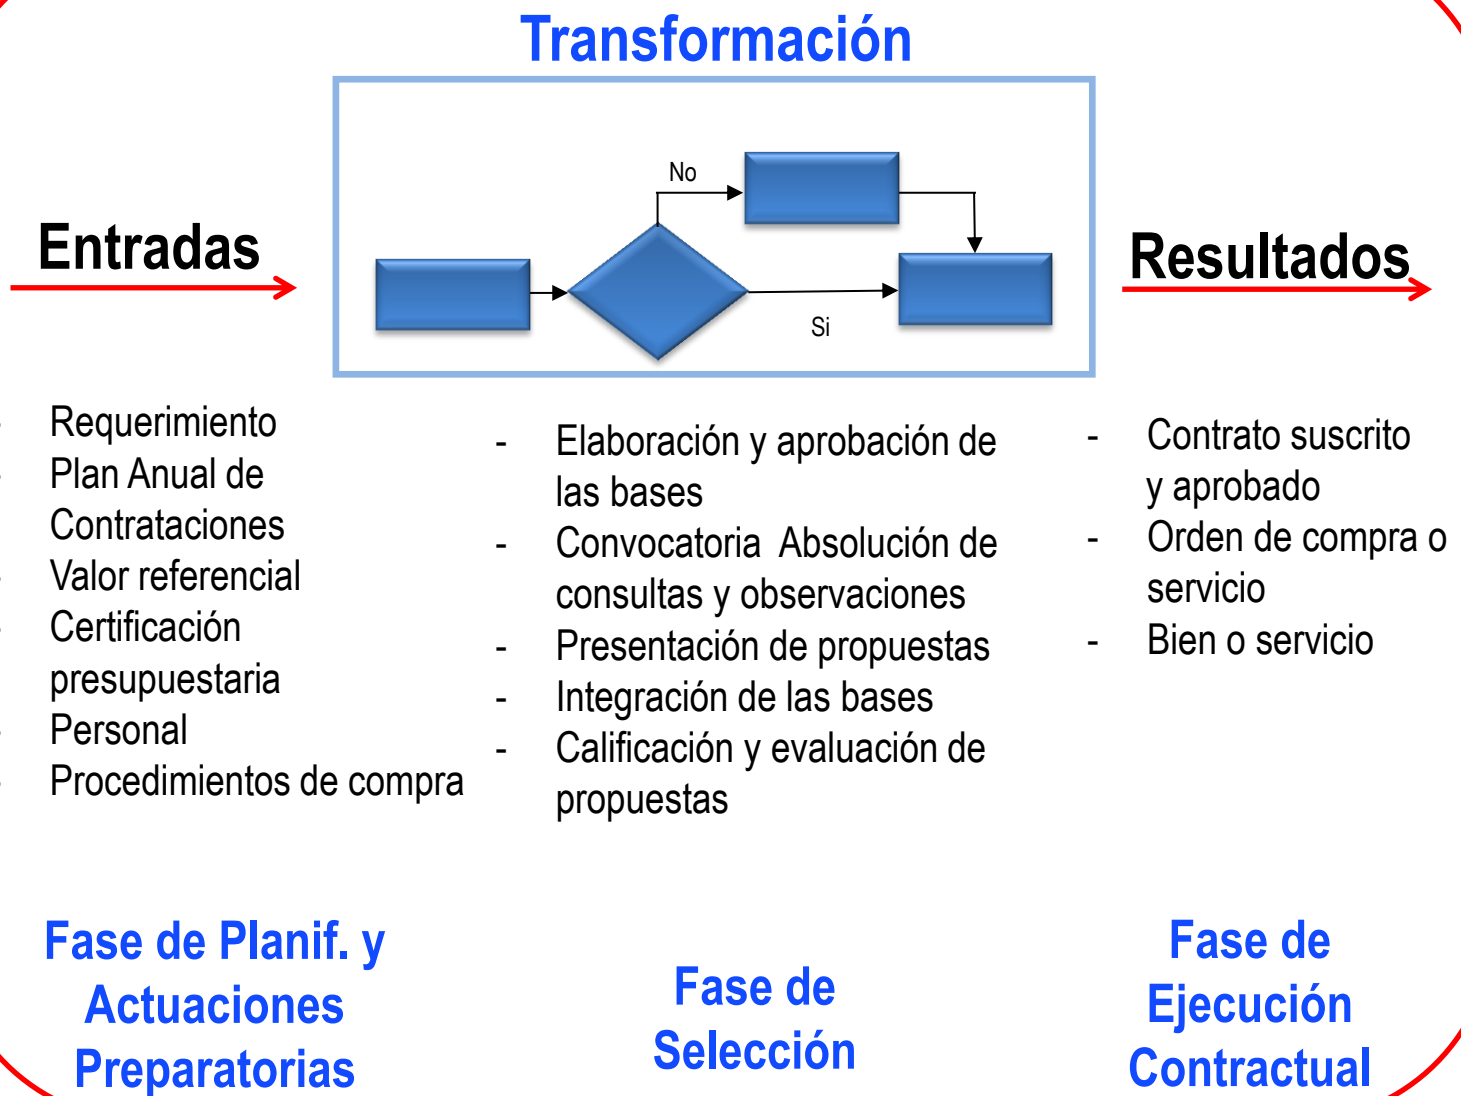 Transformación
No
Si
Entradas
Resultados
- Requerimiento
- Plan Anual de
Contrataciones
- Valor referencial
- Certificación
presupuestaria
- Personal
- Procedimientos de compra
- Elaboración y aprobación de
las bases
- Convocatoria  Absolución de
consultas y observaciones
- Presentación de propuestas
- Integración de las bases
- Calificación y evaluación de
propuestas
- Contrato suscrito
y aprobado
- Orden de compra o
servicio
- Bien o servicio
Fase de Planif. y
Actuaciones
Preparatorias
Fase de
Selección
Fase de
Ejecución
Contractual